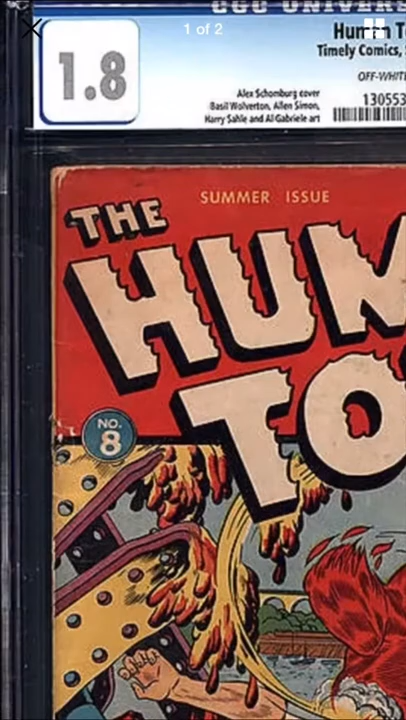 CGC UNIVERS
1 of 2
1.8
Human T
Timely Comics,
OFF-WHIT
Alex Schomburg cover
Basil Wolverton, Allen Simon,
Harry Sahle and Al Gabriele art
130553
SUMMER ISSUE
THE
HUM
TO
NO.
8